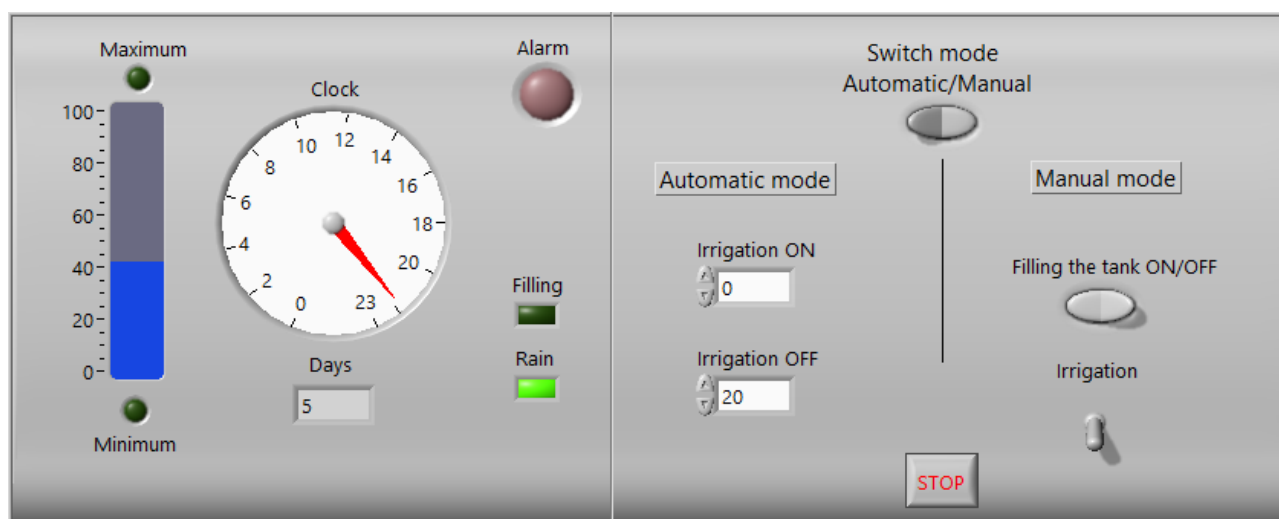 Maximum
100
80
60
40
20
0
Minimum
Clock
0
2
4
6
8
10
12
14
16
18
20
23
Days
5
Alarm
Filling
Rain
Switch mode
Automatic/Manual
Automatic mode
Irrigation ON
0
Irrigation OFF
20
Manual mode
Filling the tank ON/OFF
Irrigation
STOP